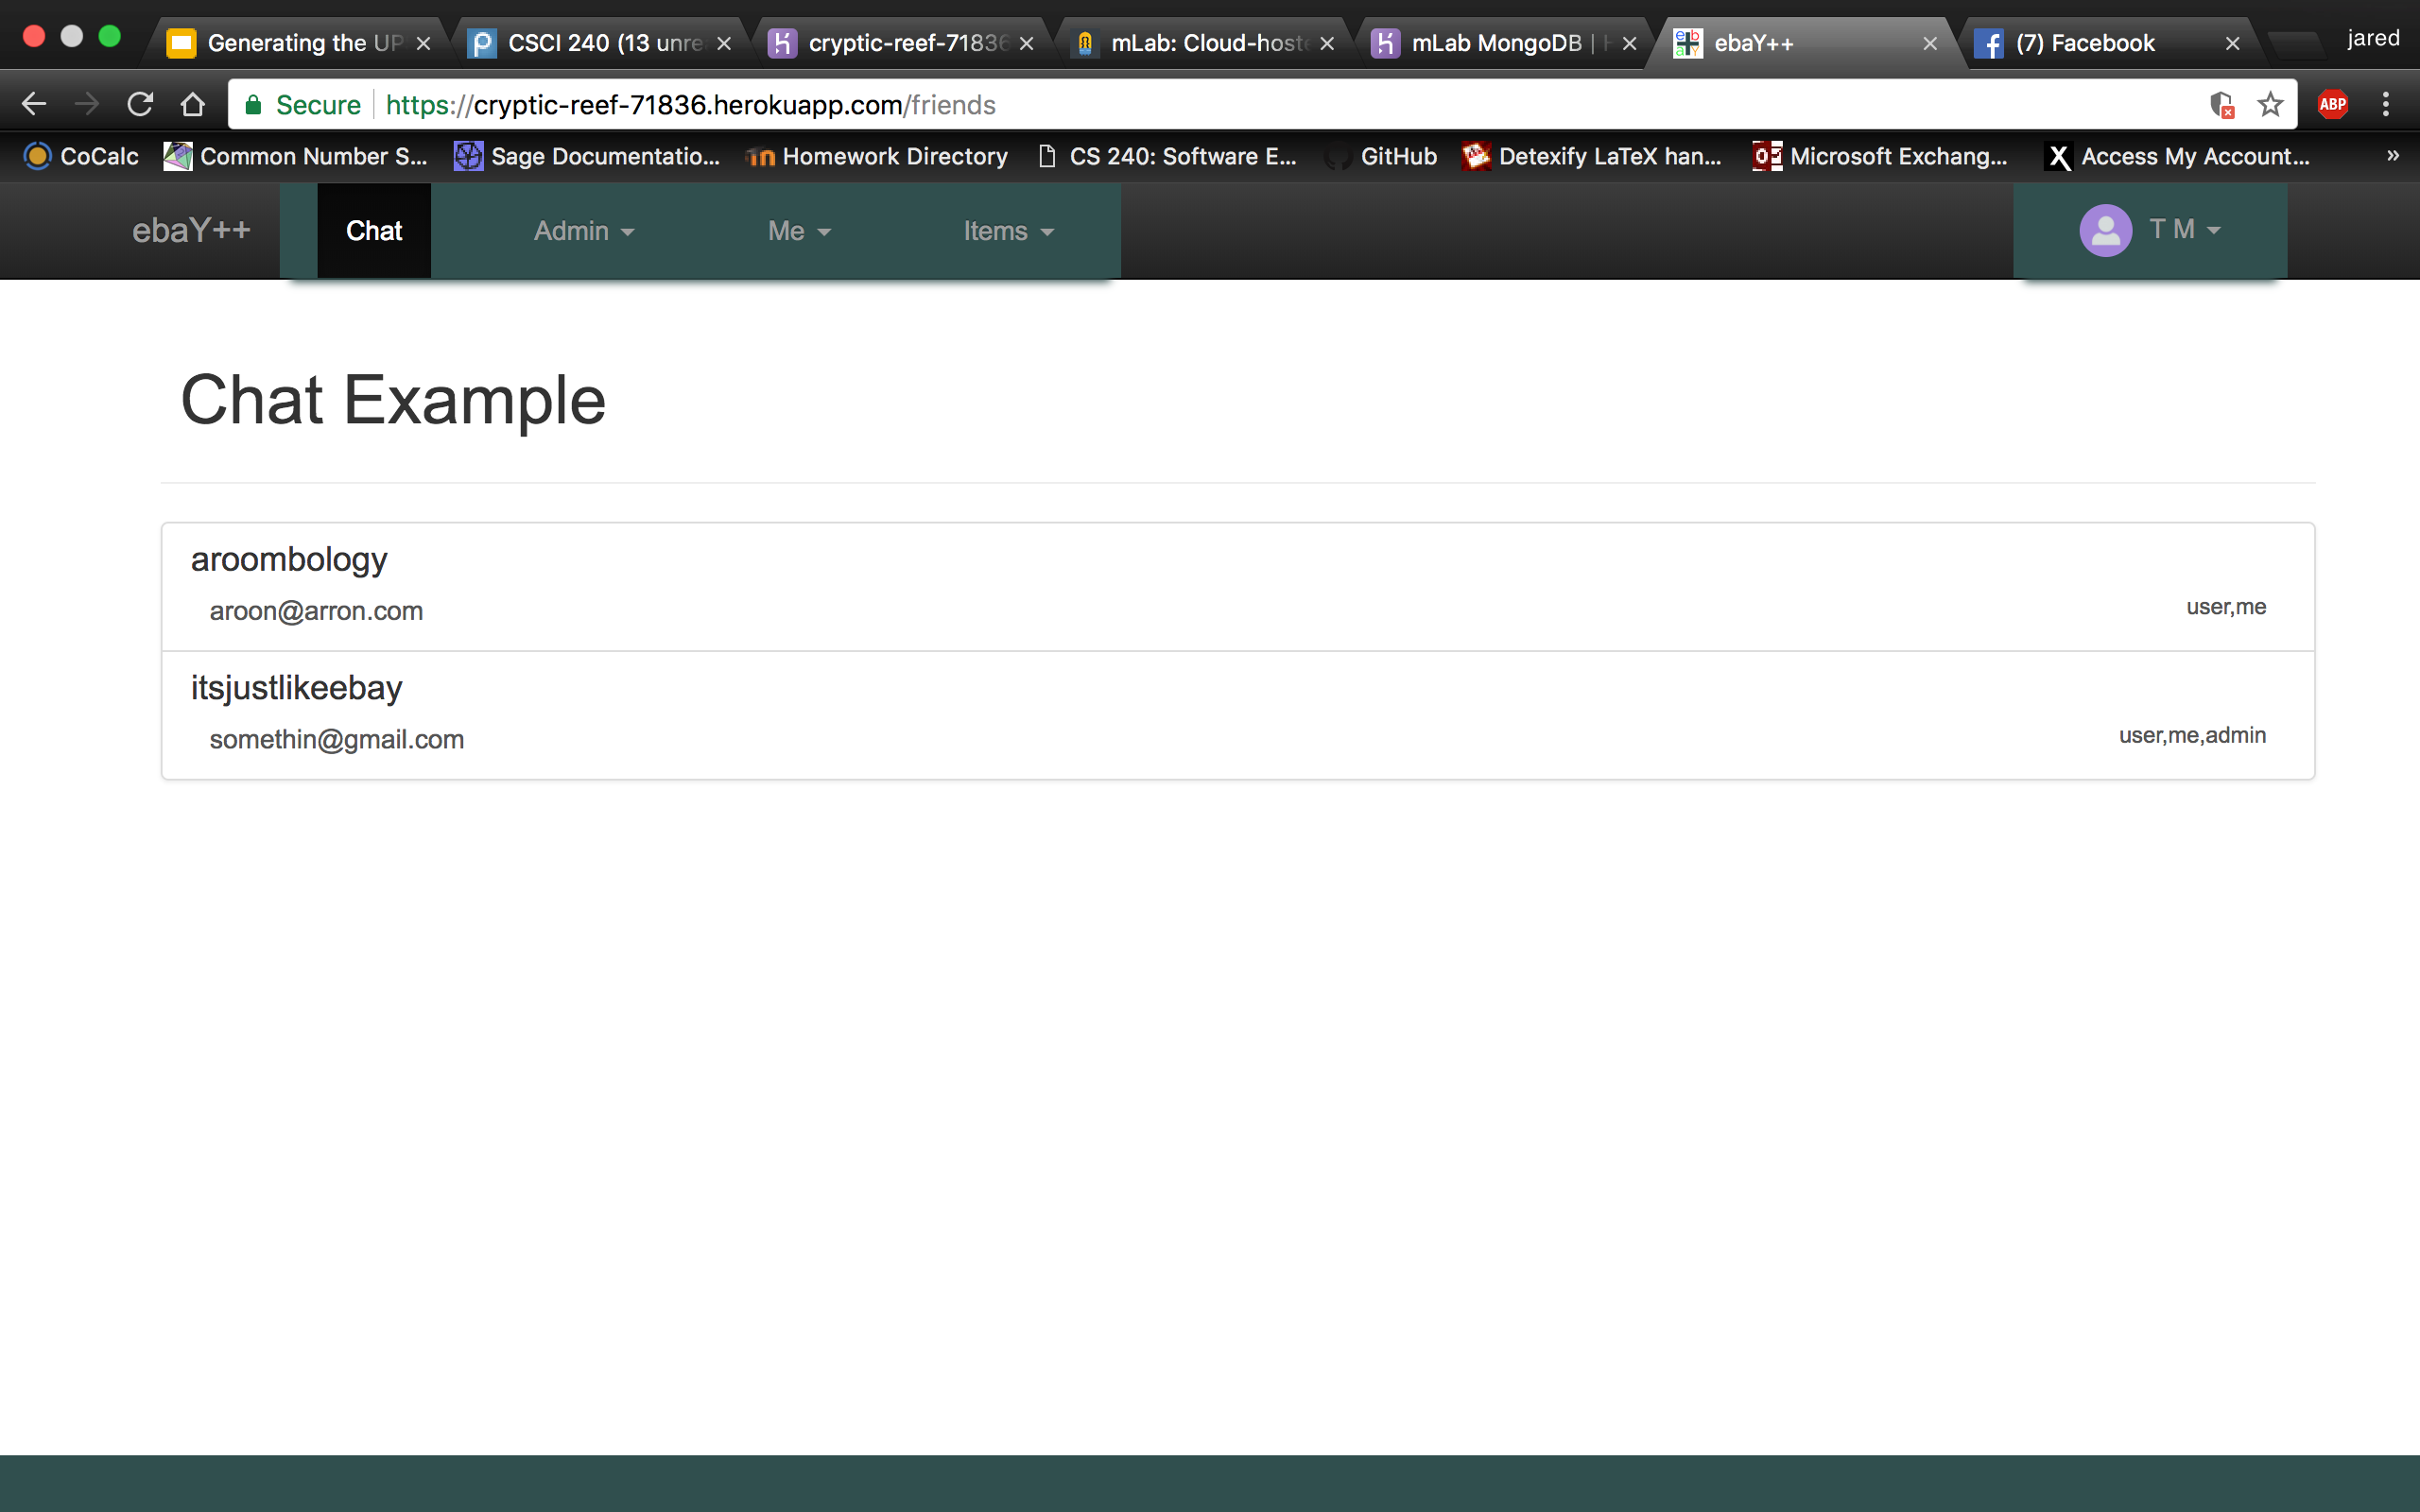 Generating the UP
CSCI 240 (13 unre
cryptic-reef-71836
mLab: Cloud-hoste
mLab MongoDB |
ebaY++
(7) Facebook
jared
Secure https://cryptic-reef-71836.herokuapp.com/friends
ABP
CoCalc
Common Number S...
Sage Documentatio...
Homework Directory
CS 240: Software E...
GitHub
Detexify LaTeX han...
Microsoft Exchang...
Access My Account...
»
ebaY++
Chat
Admin
Me
Items
T M
Chat Example
aroombology
aroon@arron.com
user,me
itsjustlikeebay
somethin@gmail.com
user,me,admin